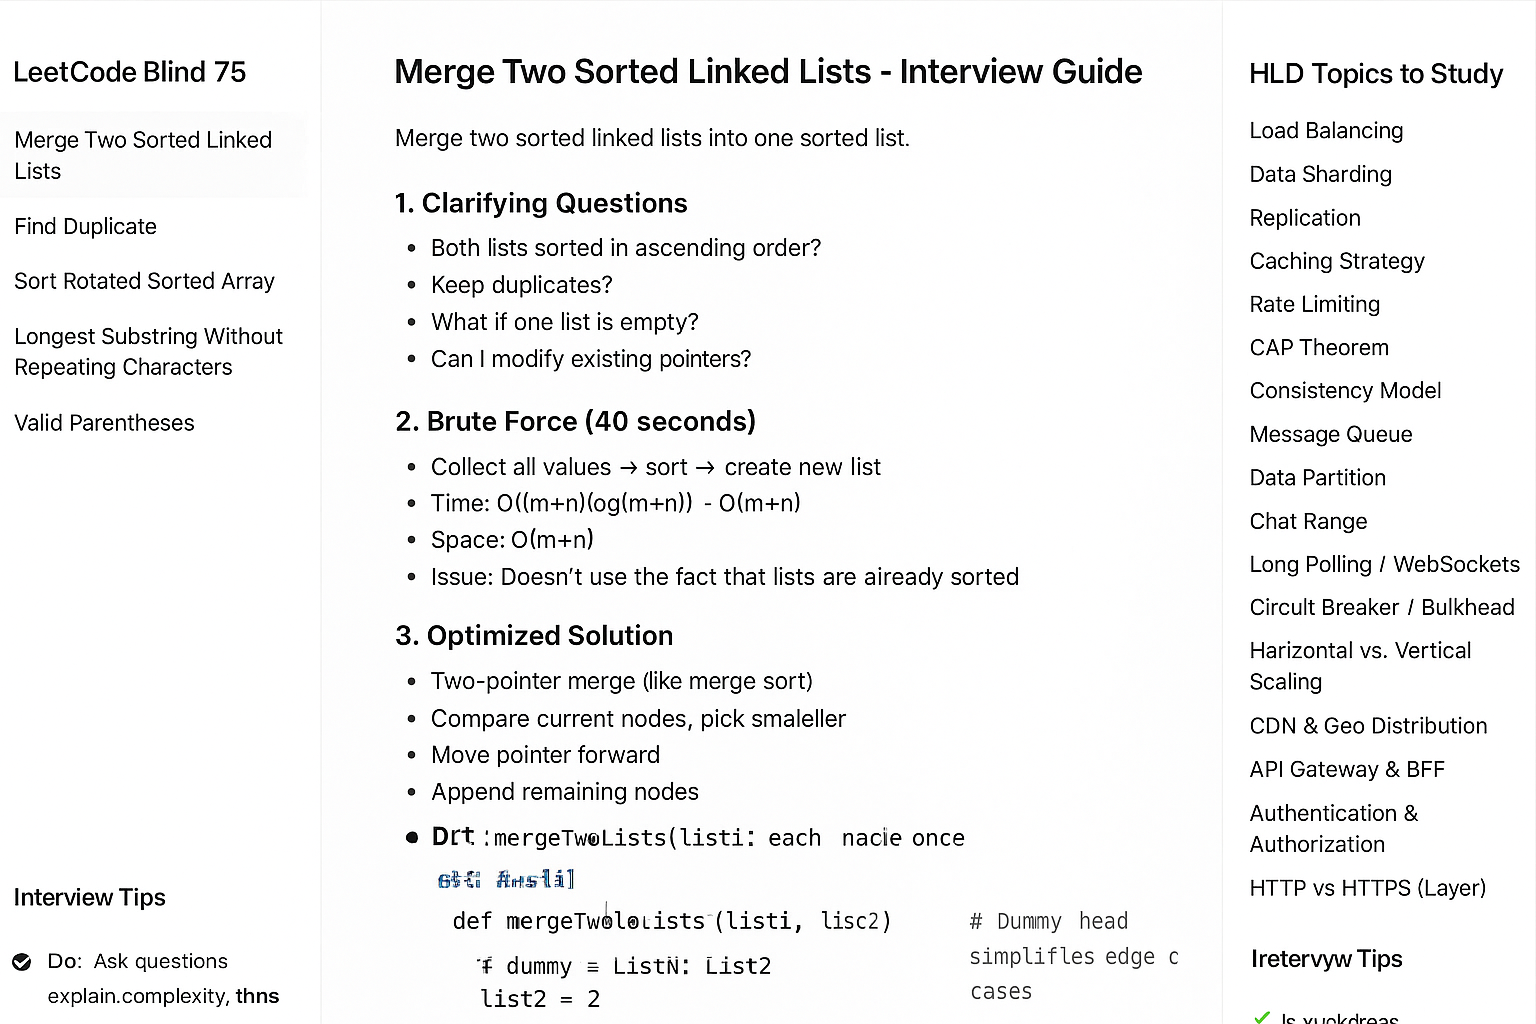 LeetCode Blind 75
Merge Two Sorted Linked
Lists
Find Duplicate
Sort Rotated Sorted Array
Longest Substring Without
Repeating Characters
Valid Parentheses
Interview Tips
Do: Ask questions
explain.complexity, thns
Merge Two Sorted Linked Lists - Interview Guide
Merge two sorted linked lists into one sorted list.
1. Clarifying Questions
• Both lists sorted in ascending order?
• Keep duplicates?
• What if one list is empty?
• Can I modify existing pointers?
2. Brute Force (40 seconds)
• Collect all values → sort → create new list
• Time: O((m+n)(og(m+n)) - O(m+n)
• Space: O(m+n)
• Issue: Doesn't use the fact that lists are aiready sorted
3. Optimized Solution
• Two-pointer merge (like merge sort)
• Compare current nodes, pick smaleller
• Move pointer forward
• Append remaining nodes
• mergeTwoLists(listi: each once
def (listi, lisc2) # Dummy head
simplifles edge c
dummy = ListN: List2
list2 = 2 cases
HLD Topics to Study
Load Balancing
Data Sharding
Replication
Caching Strategy
Rate Limiting
CAP Theorem
Consistency Model
Message Queue
Data Partition
Chat Range
Long Polling / WebSockets
Circult Breaker / Bulkhead
Harizontal vs. Vertical
Scaling
CDN & Geo Distribution
API Gateway & BFF
Authentication &
Authorization
HTTP vs HTTPS (Layer)
Iretervyw Tips